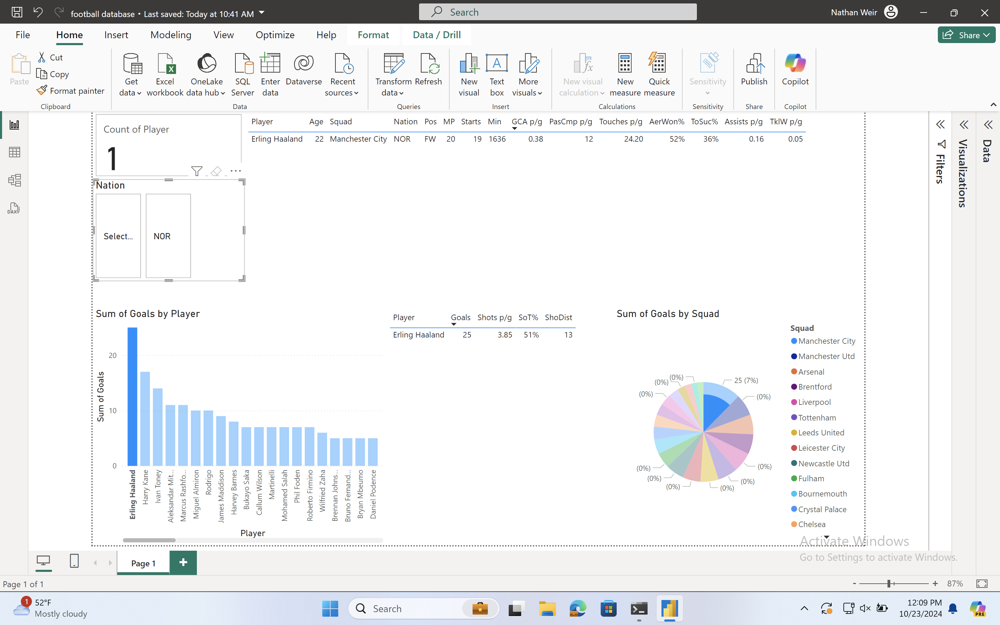 football database • Last saved: Today at 10:41 AM
Search
Nathan Weir
File Home Insert Modeling View Optimize Help Format Data / Drill
Share
Paste
Cut
Copy
Format painter
Clipboard
Get data
Excel workbook
OneLake data hub
SQL Server
Enter data
Dataverse
Recent sources
Data
Transform data
Refresh
Queries
New visual
Text box
More visuals
Insert
New visual calculation
New measure
Quick measure
Calculations
Sensitivity
Sensitivity
Publish
Share
Copilot
Copilot
DAX
Count of Player
1
Player Age Squad Nation Pos MP Starts Min GCA p/g PasCmp p/g Touches p/g AerWon% ToSuc% Assists p/g TklW p/g
Erling Haaland 22 Manchester City NOR FW 20 19 1636 0.38 12 24.20 52% 36% 0.16 0.05
Filters
Visualizations
Data
Nation
Select...
NOR
Sum of Goals by Player
Sum of Goals
20
10
0
Erling Haaland
Harry Kane
Ivan Toney
Aleksandar Mit...
Marcus Rashfo...
Miguel Almiron
Rodrigo
James Maddison
Harvey Barnes
Bukayo Saka
Callum Wilson
Martinelli
Mohamed Salah
Phil Foden
Roberto Firmino
Wilfried Zaha
Brennan Johns...
Bruno Fernand...
Bryan Mbeumo
Daniel Podence
Player
Player Goals Shots p/g SoT% ShoDist
Erling Haaland 25 3.85 51% 13
Sum of Goals by Squad
25 (7%)
(0%)
(0%)
(0%)
(0%)
(0%)
(0%)
(0%)
(0%)
(0%)
(0%)
(0%)
Squad
Manchester City
Manchester Utd
Arsenal
Brentford
Liverpool
Tottenham
Leeds United
Leicester City
Newcastle Utd
Fulham
Bournemouth
Crystal Palace
Chelsea
Activate Windows
Go to Settings to activate Windows.
Page 1
+
Page 1 of 1
- + 87%
1
52°F
Mostly cloudy
Search
12:09 PM
10/23/2024
PRE